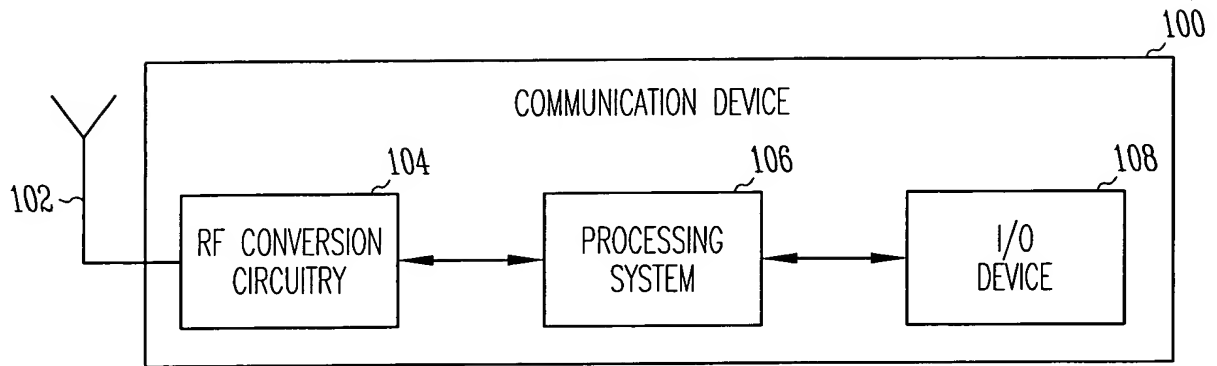 100
COMMUNICATION DEVICE
102
104
106
108
RF CONVERSION
CIRCUITRY
PROCESSING
SYSTEM
I/O
DEVICE